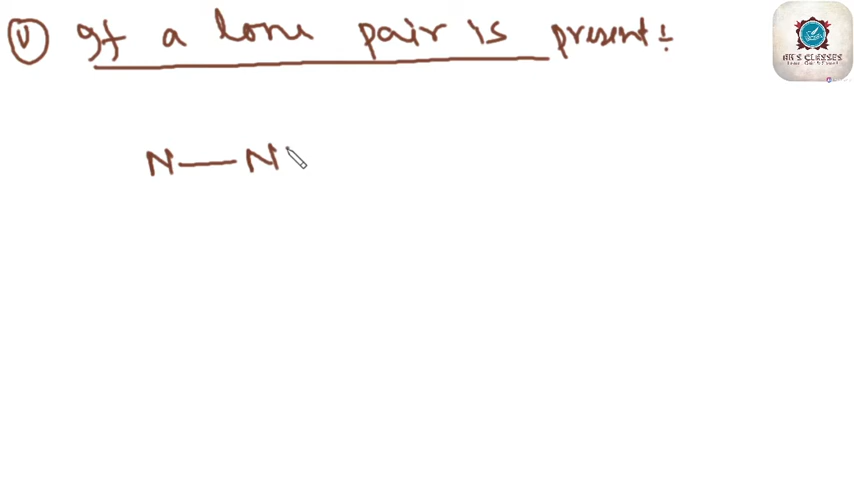 (v) If a lone pair is present :
N — N